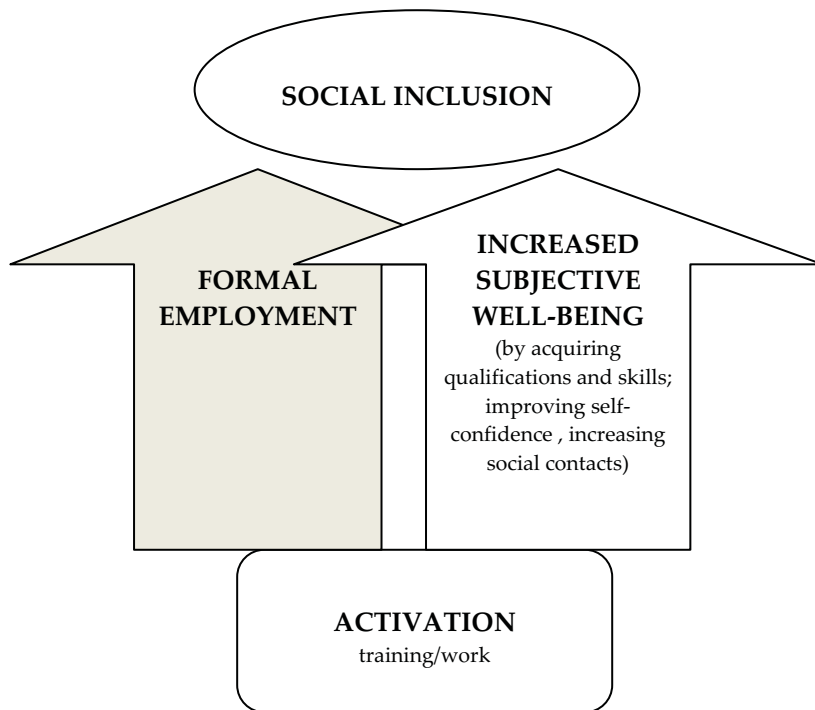 SOCIAL INCLUSION
FORMAL
EMPLOYMENT
INCREASED
SUBJECTIVE
WELL-BEING
(by acquiring
qualifications and skills;
improving self-
confidence , increasing
social contacts)
ACTIVATION
training/work